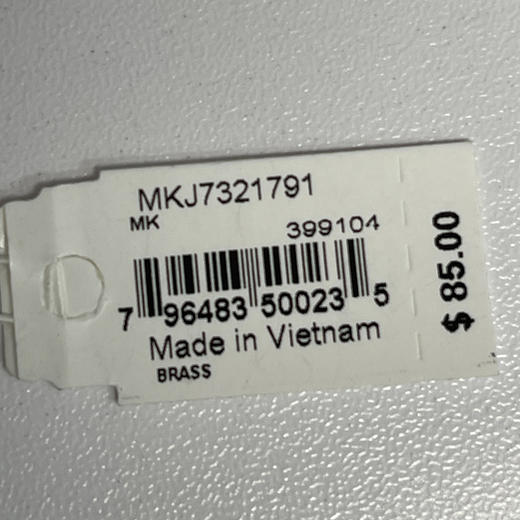 MKJ7321791
MK
399104
7 96483 50023 5
Made in Vietnam
BRASS
$ 85.00